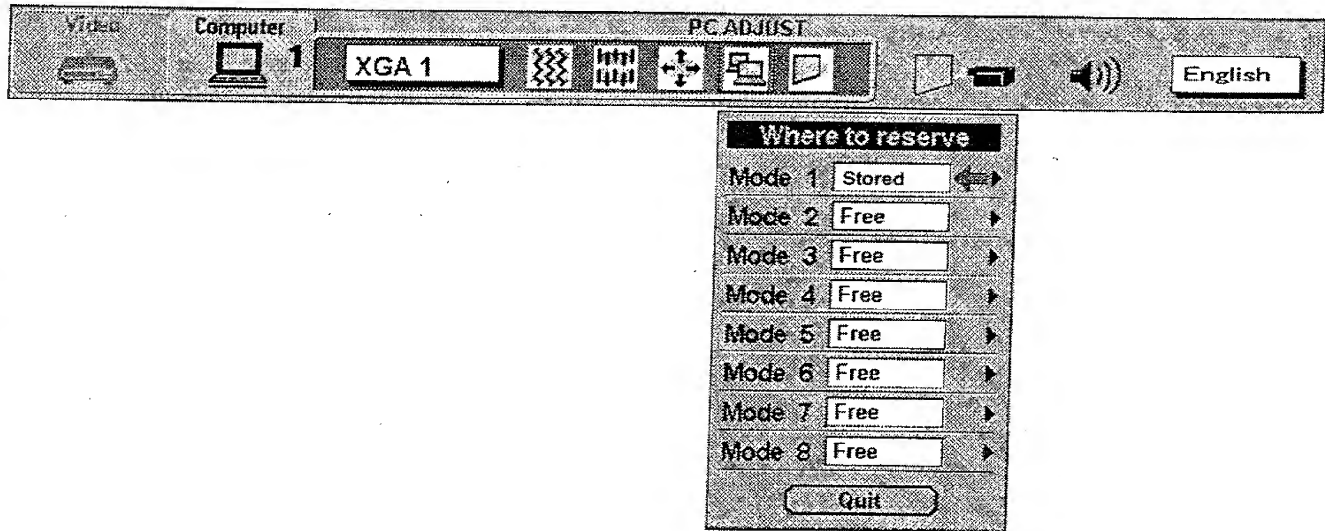 Video
Computer
PC ADJUST
1
XGA 1
English
Where to reserve
Mode 1 Stored
Mode 2 Free
Mode 3 Free
Mode 4 Free
Mode 5 Free
Mode 6 Free
Mode 7 Free
Mode 8 Free
Quit